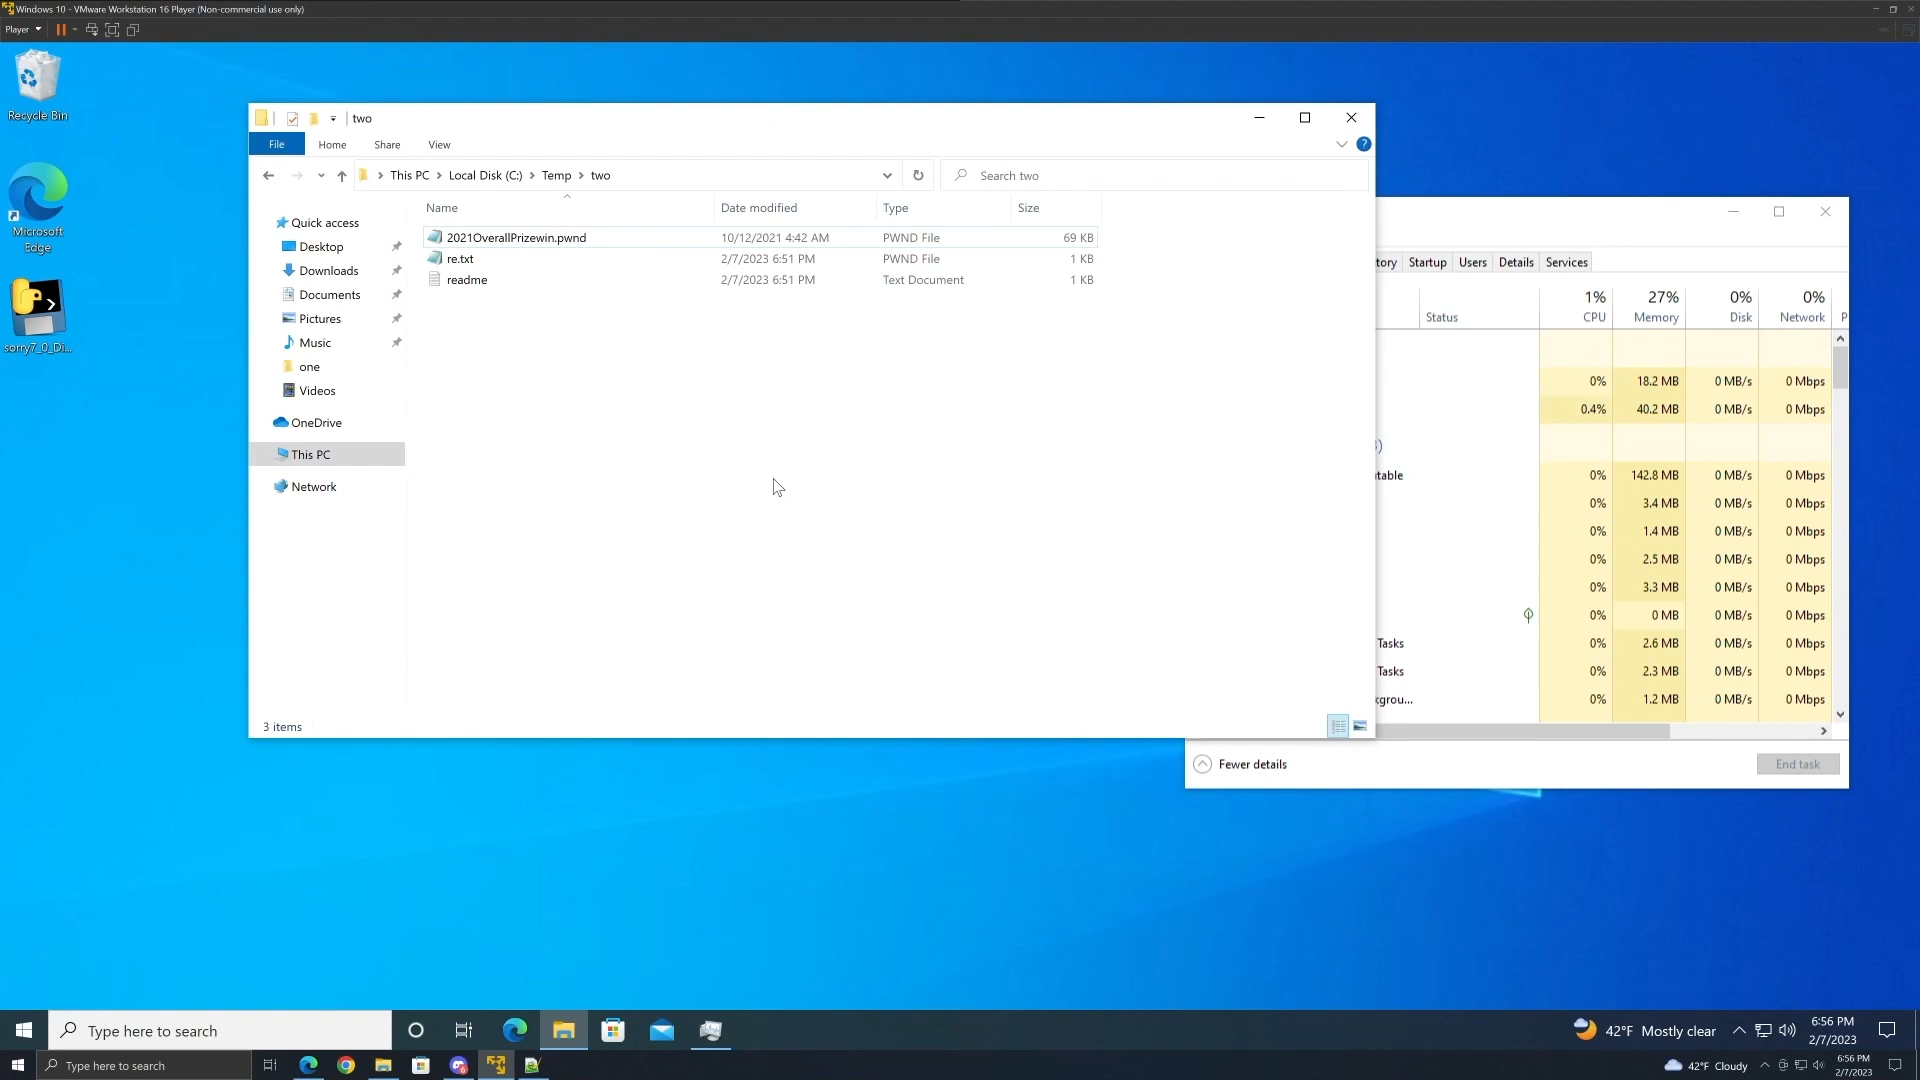 Windows 10 - VMware Workstation 16 Player (Non-commercial use only)
Player
Recycle Bin
Microsoft
Edge
sorry7_0_Di...
two
File
Home
Share
View
This PC
Local Disk (C:)
Temp
two
Search two
Name
Date modified
Type
Size
2021OverallPrizewin.pwnd
10/12/2021 4:42 AM
PWND File
69 KB
re.txt
2/7/2023 6:51 PM
PWND File
1 KB
readme
2/7/2023 6:51 PM
Text Document
1 KB
Quick access
Desktop
Downloads
Documents
Pictures
Music
one
Videos
OneDrive
This PC
Network
3 items
tory
Startup
Users
Details
Services
1%
27%
0%
0%
Status
CPU
Memory
Disk
Network
P
0% 18.2 MB 0 MB/s 0 Mbps
0.4% 40.2 MB 0 MB/s 0 Mbps
)
table 0% 142.8 MB 0 MB/s 0 Mbps
0% 3.4 MB 0 MB/s 0 Mbps
0% 1.4 MB 0 MB/s 0 Mbps
0% 2.5 MB 0 MB/s 0 Mbps
0% 3.3 MB 0 MB/s 0 Mbps
0% 0 MB 0 MB/s 0 Mbps
Tasks 0% 2.6 MB 0 MB/s 0 Mbps
Tasks 0% 2.3 MB 0 MB/s 0 Mbps
kgrou... 0% 1.2 MB 0 MB/s 0 Mbps
Fewer details
End task
Type here to search
42°F Mostly clear
6:56 PM
2/7/2023
Type here to search
42°F Cloudy
6:56 PM
2/7/2023